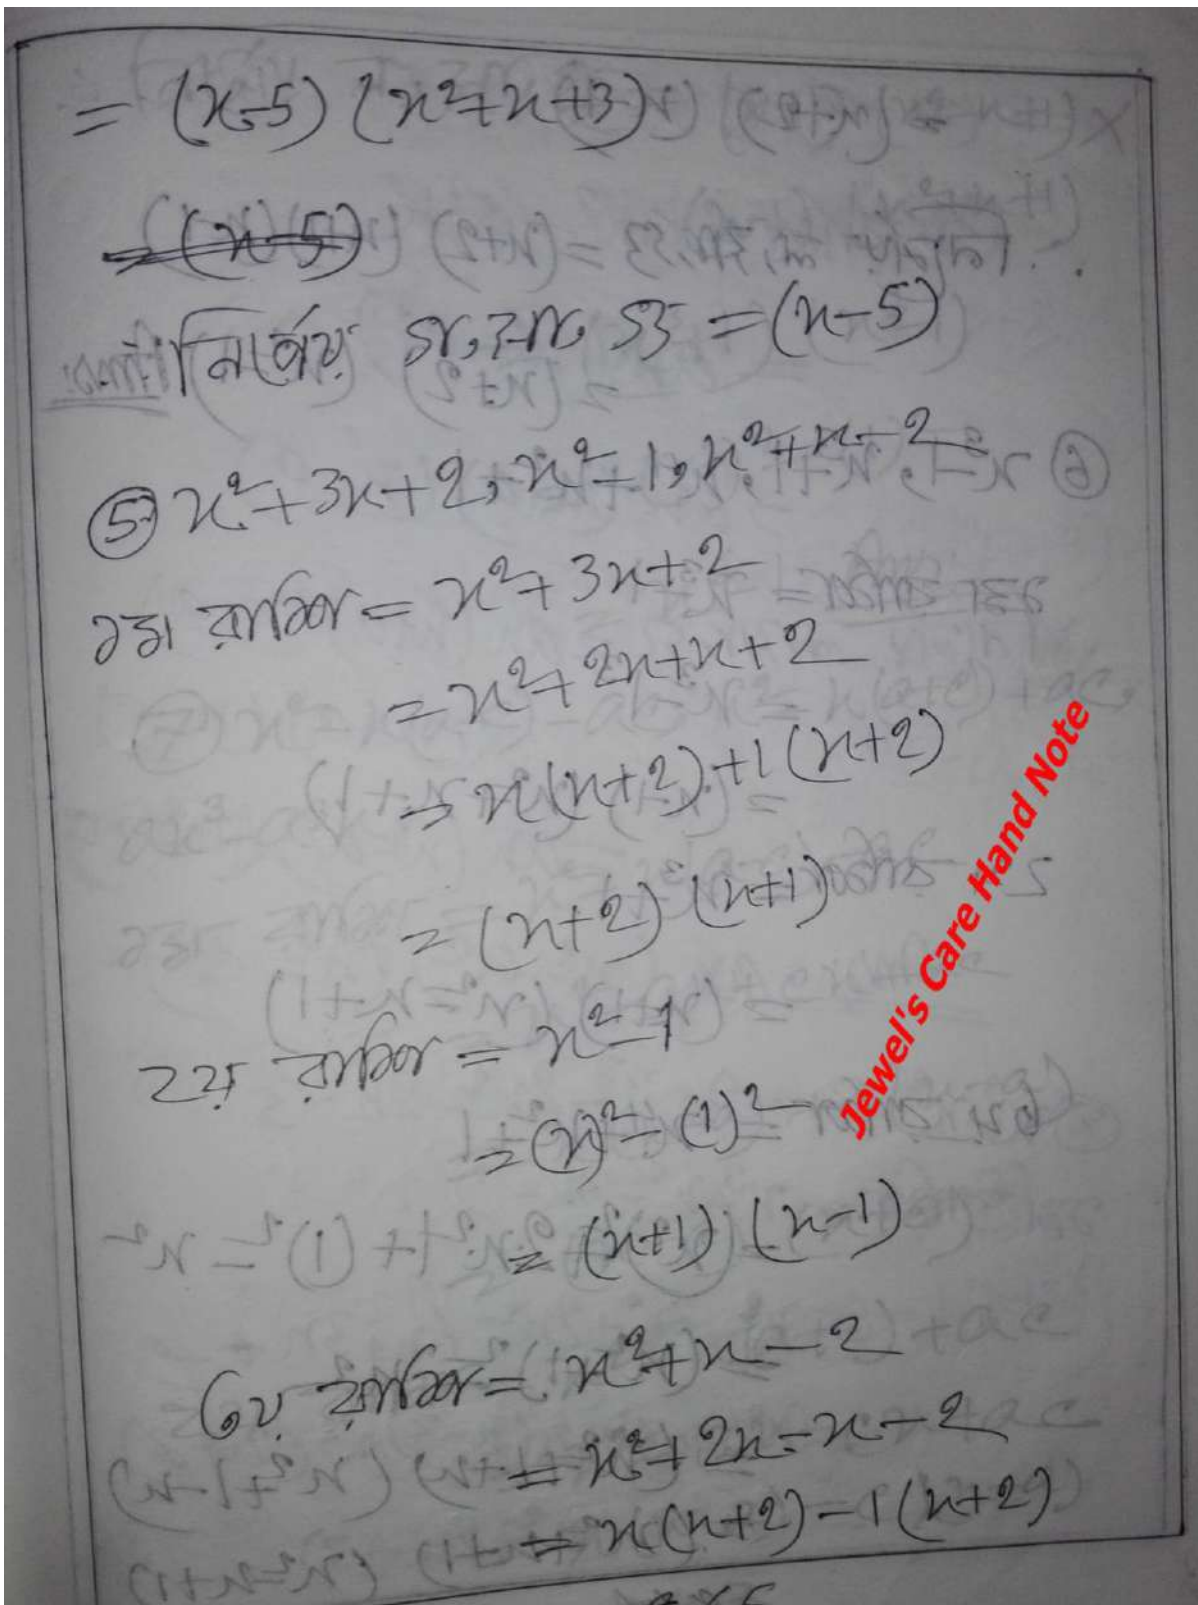 = (x-5) (x²+x+3)
= (x-5)
∴ নির্ণেয় গ,সা,গু = (x-5)
⑤ x²+3x+2, x²-1, x²+x-2
১ম রাশি = x²+3x+2
= x²+2x+x+2
= x(x+2)+1(x+2)
= (x+2) (x+1)
২য় রাশি = x²-1
= (x)²-(1)²
= (x+1) (x-1)
৩য় রাশি = x²+x-2
= x²+2x-x-2
= x(x+2)-1(x+2)
Jewel's Care Hand Note